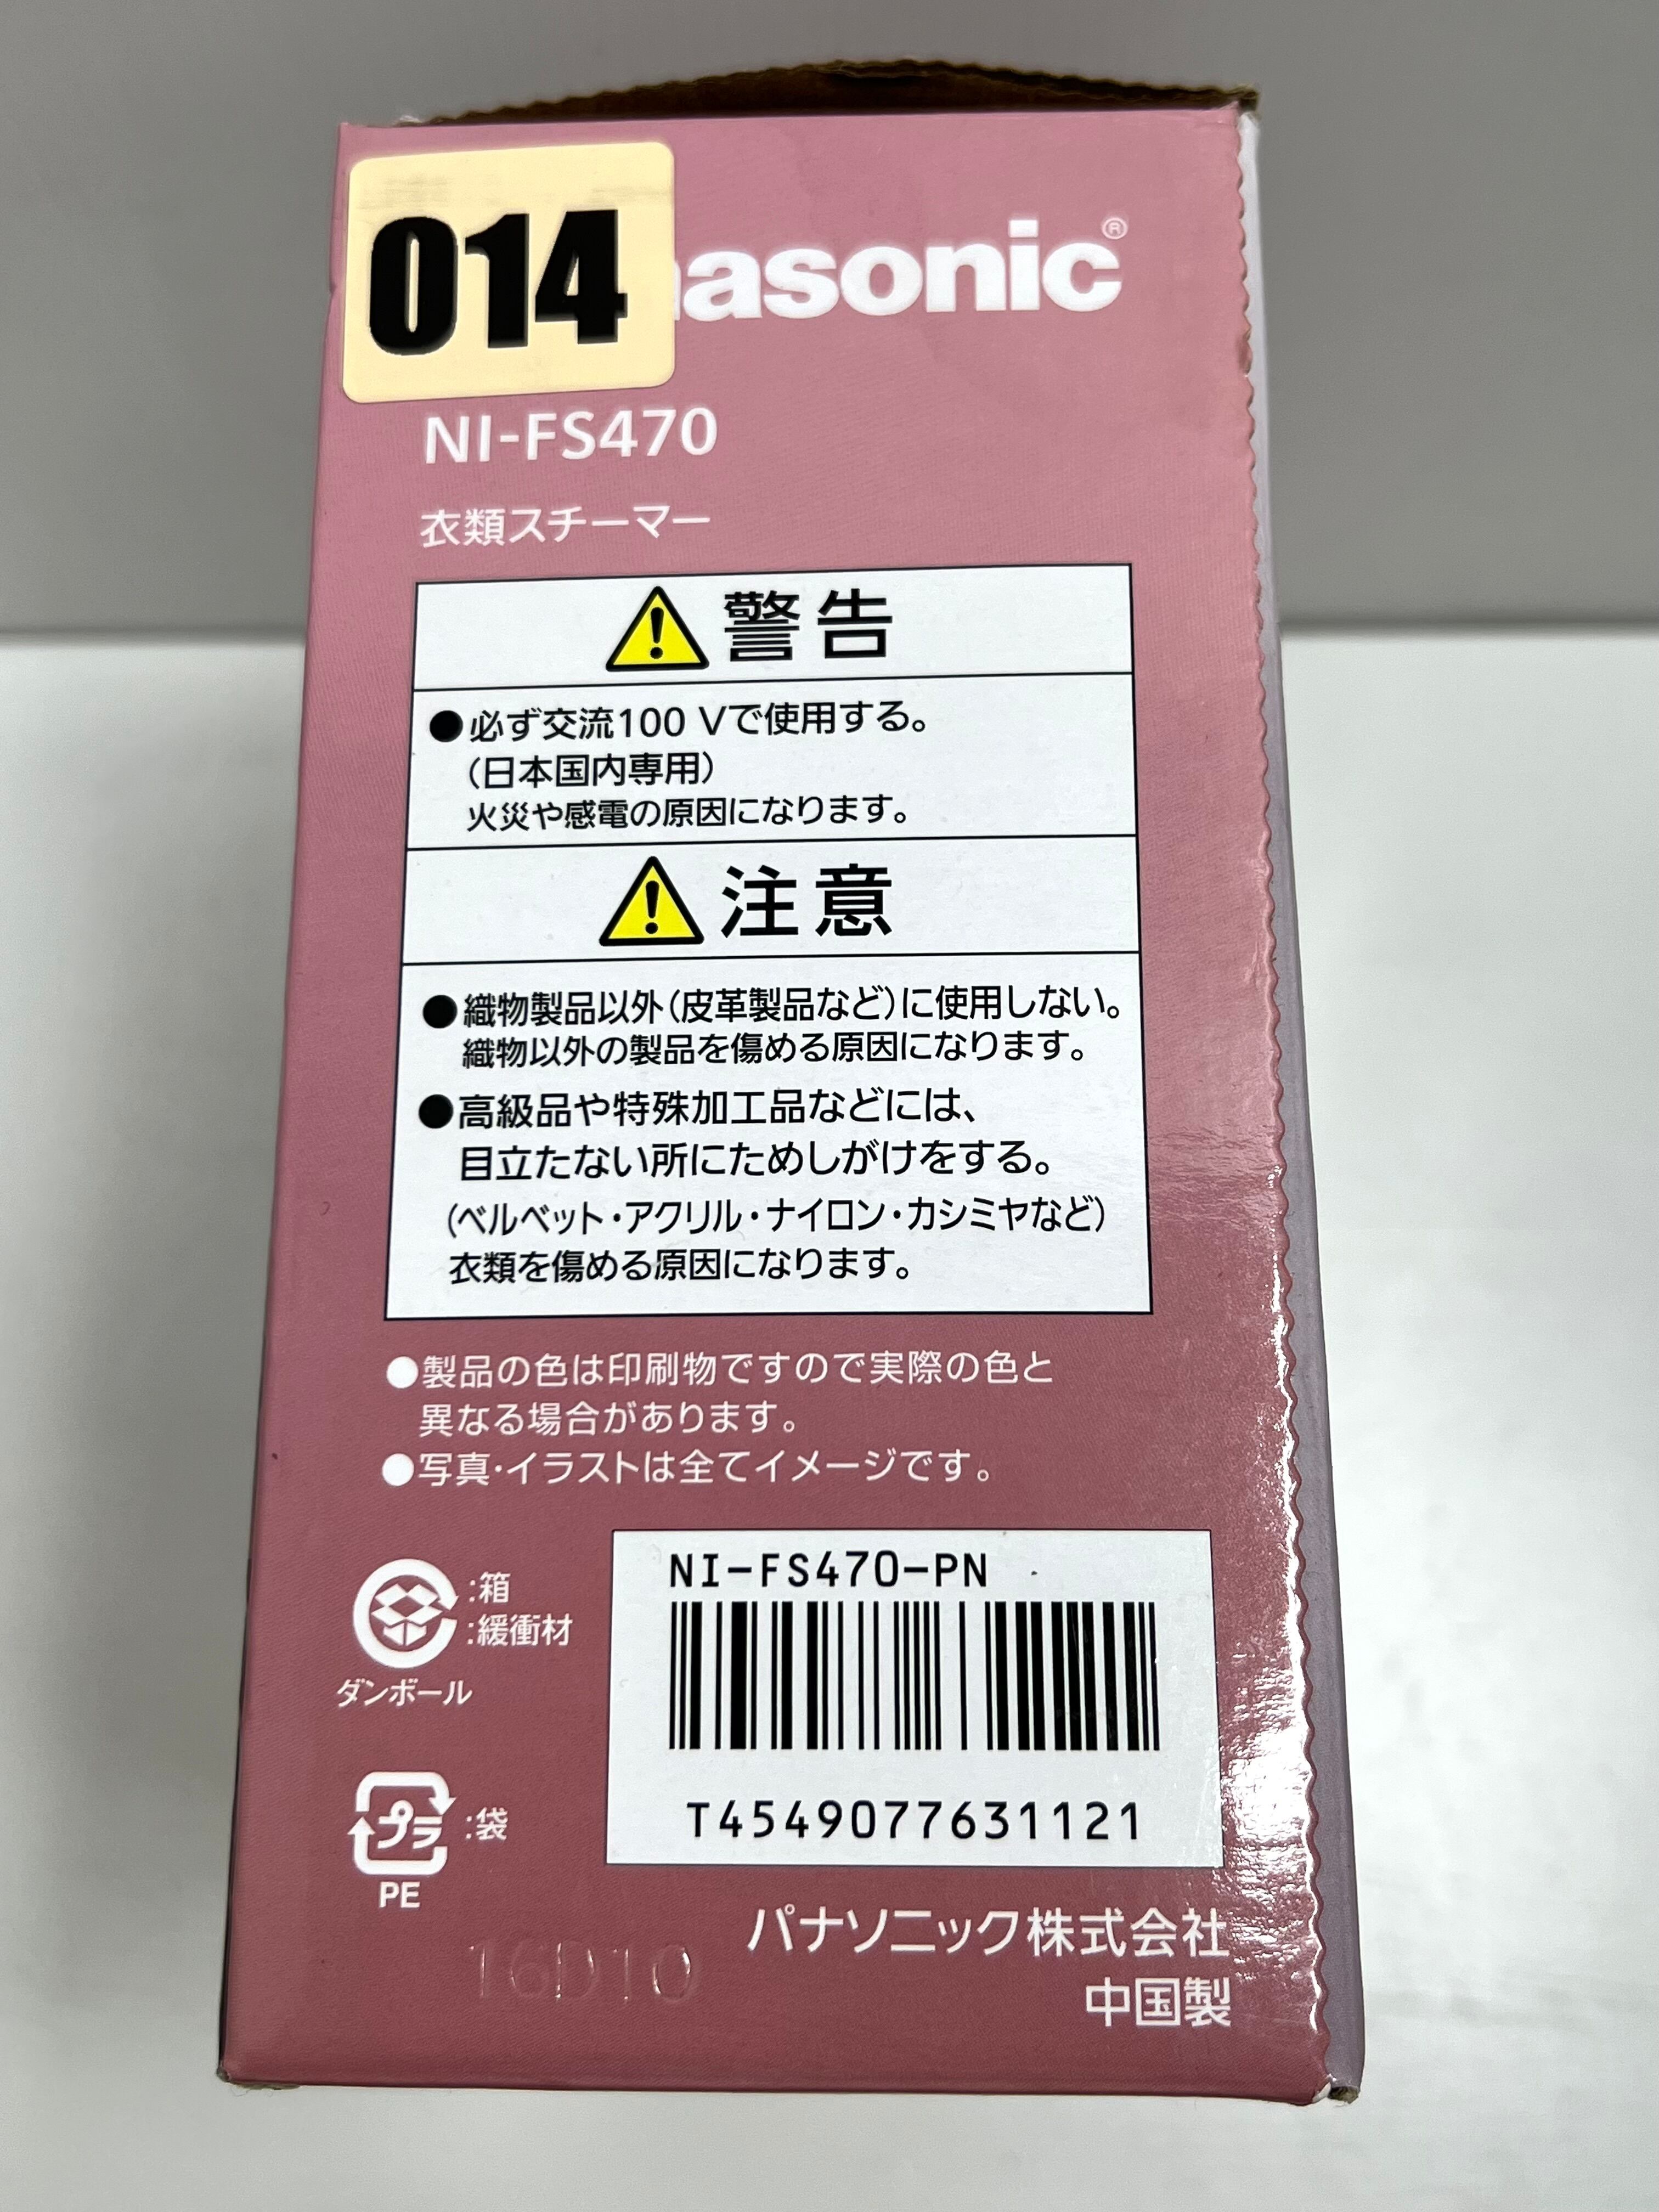 014
nasonic®
NI-FS470
衣類スチーマー
警告
●必ず交流100 Vで使用する。
(日本国内専用)
火災や感電の原因になります。
注意
●織物製品以外(皮革製品など)に使用しない。
織物以外の製品を傷める原因になります。
●高級品や特殊加工品などには、
目立たない所にためしがけをする。
(ベルベット・アクリル・ナイロン・カシミヤなど)
衣類を傷める原因になります。
●製品の色は印刷物ですので実際の色と
異なる場合があります。
●写真・イラストは全てイメージです。
:箱
:緩衝材
ダンボール
プラ
:袋
PE
NI-FS470-PN
T4549077631121
パナソニック株式会社
中国製
16D10